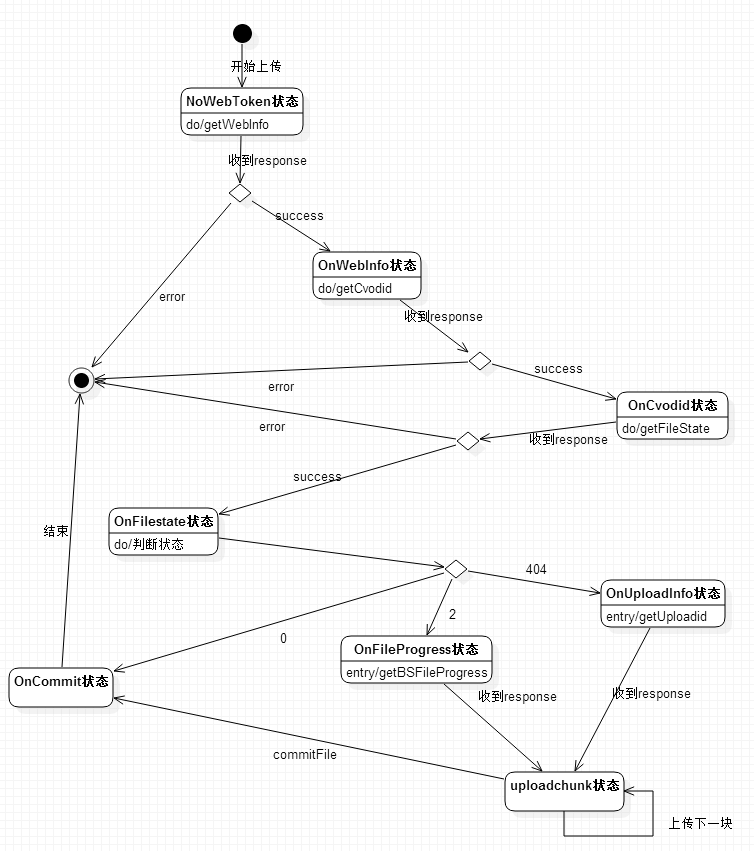 开始上传
NoWebToken状态
do/getWebInfo
收到response
success
OnWebInfo状态
do/getCvodid
error
收到response
success
error
OnCvodid状态
do/getFileState
error
收到response
success
OnFilestate状态
do/判断状态
结束
404
OnUploadInfo状态
entry/getUploadid
2
0
OnFileProgress状态
entry/getBSFileProgress
OnCommit状态
收到response
收到response
commitFile
uploadchunk状态
上传下一块